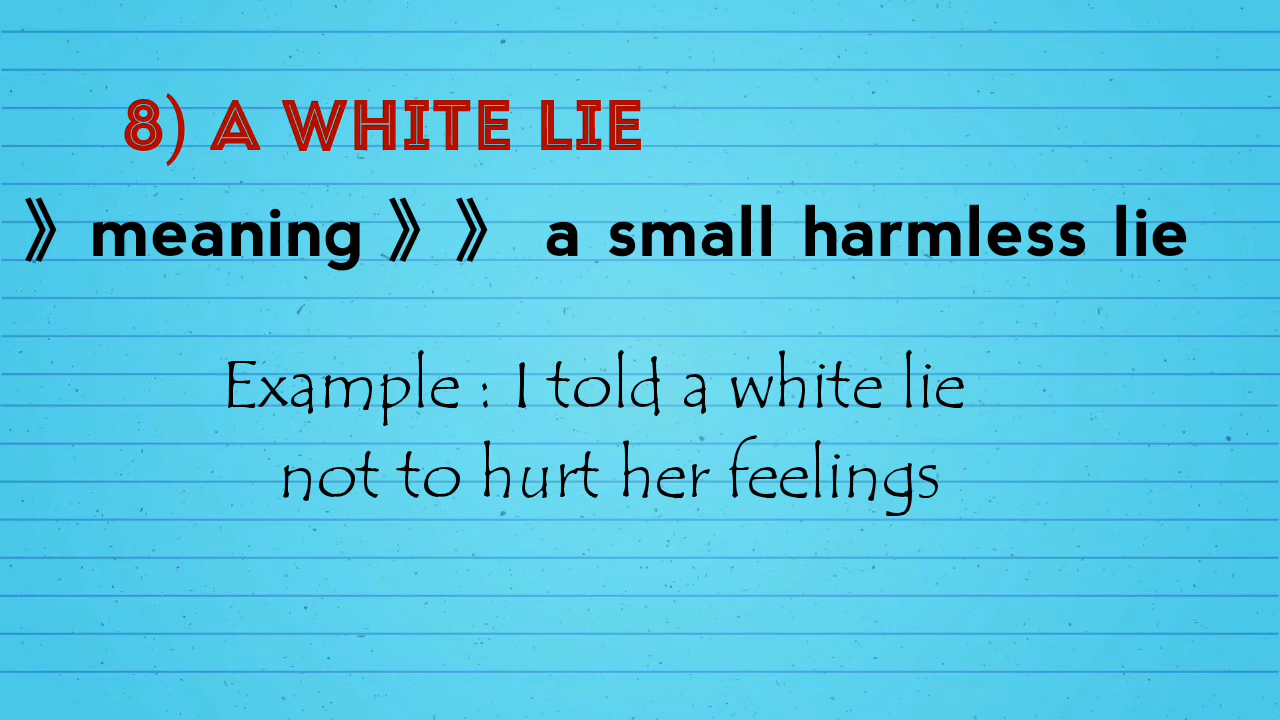 8) A WHITE LIE
》meaning》》 a small harmless lie
Example : I told a white lie
not to hurt her feelings